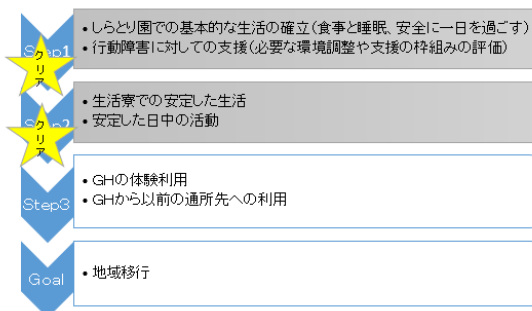 Step1
クリア
・しらとり園での基本的な生活の確立(食事と睡眠、安全に一日を過ごす)
・行動障害に対しての支援(必要な環境調整や支援の枠組みの評価)
Step2
クリア
・生活寮での安定した生活
・安定した日中の活動
Step3
・GHの体験利用
・GHから以前の通所先への利用
Goal
・地域移行